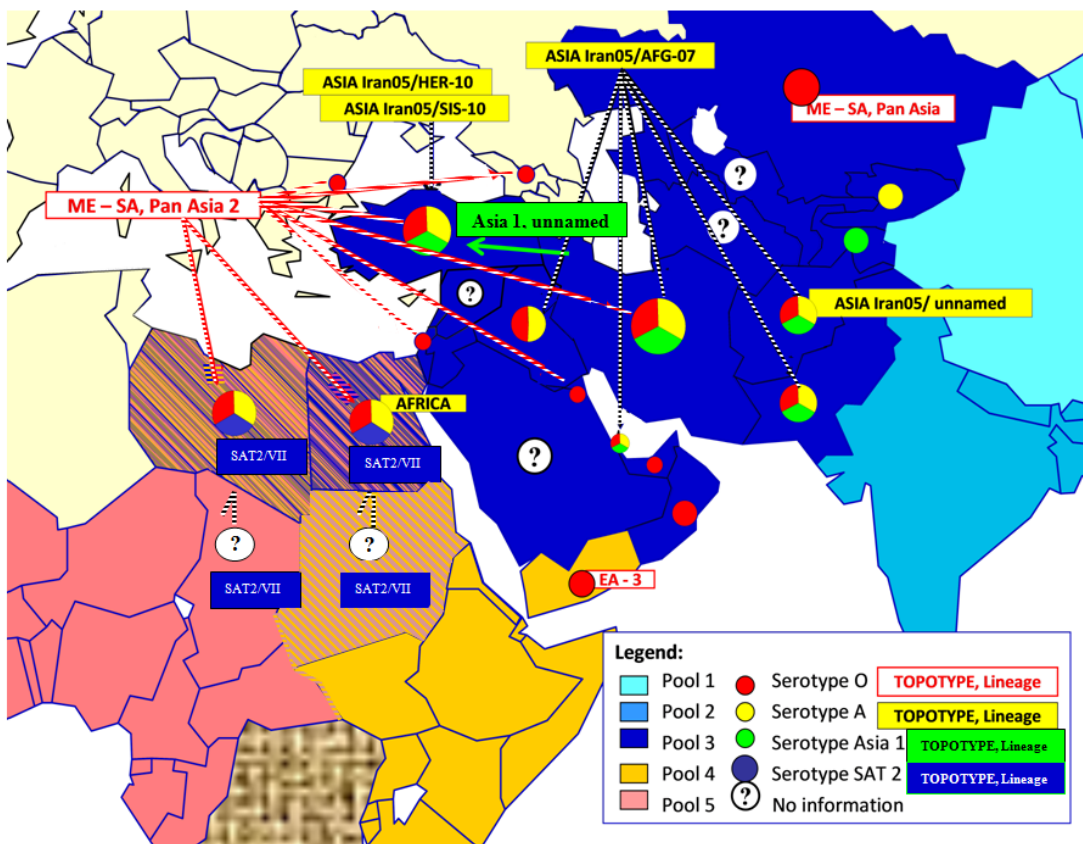 ASIA Iran05/AFG-07
ASIA Iran05/HER-10
ASIA Iran05/SIS-10
ME – SA, Pan Asia
?
ME – SA, Pan Asia 2
Asia 1, unnamed
?
?
ASIA Iran05/ unnamed
AFRICA
SAT2/VII
SAT2/VII
?
?
?
SAT2/VII
SAT2/VII
EA - 3
Legend:
Pool 1
Pool 2
Pool 3
Pool 4
Pool 5
Serotype O
Serotype A
Serotype Asia 1
Serotype SAT 2
? No information
TOPOTYPE, Lineage
TOPOTYPE, Lineage
TOPOTYPE, Lineage
TOPOTYPE, Lineage